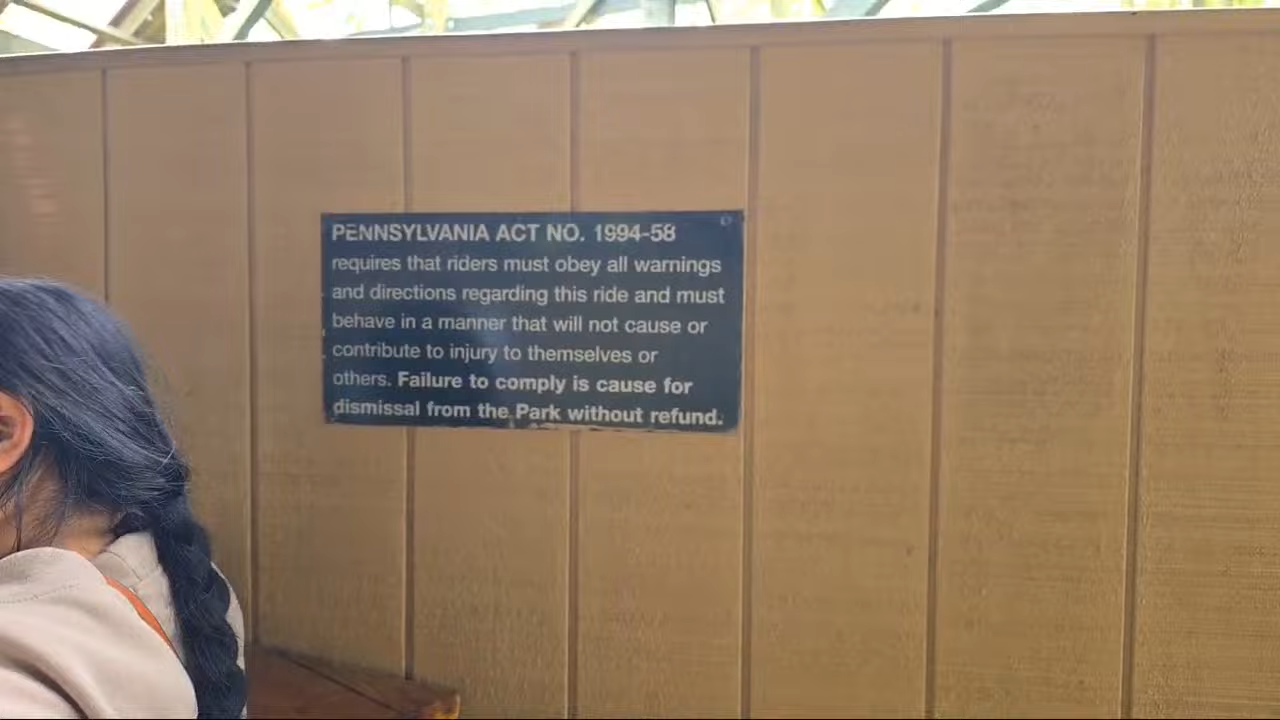 PENNSYLVANIA ACT NO. 1994-58
requires that riders must obey all warnings
and directions regarding this ride and must
behave in a manner that will not cause or
contribute to injury to themselves or
others. Failure to comply is cause for
dismissal from the Park without refund.